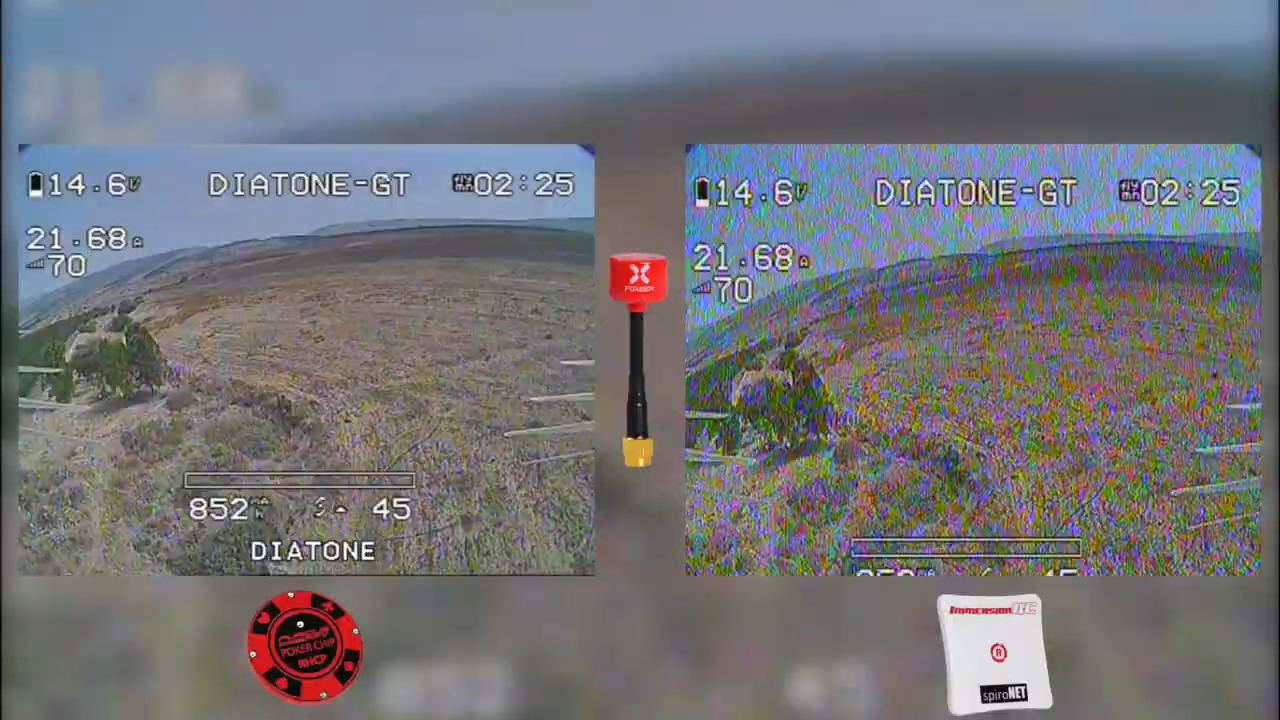 14.6V DIATONE-GT 02:25
21.68A
70
852 45
DIATONE
14.6V DIATONE-GT 02:25
21.68A
70
FOXEER
POKER CHIP
RHCP
ImmersionRC
R
spiroNET